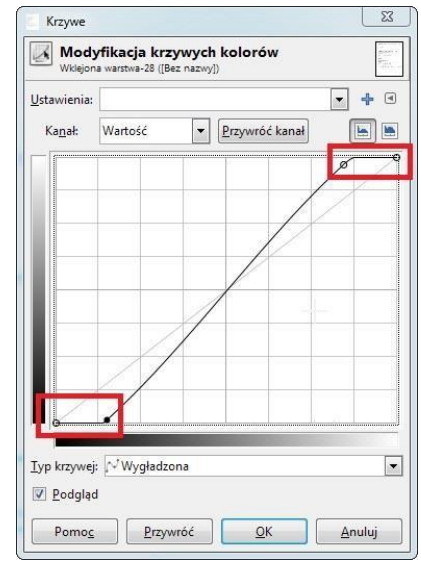 Krzywe
Modyfikacja krzywych kolorów
Wklejona warstwa-28 ([Bez nazwy])
Ustawienia:
Kanał: Wartość Przywróć kanał
Typ krzywej: Wygładzona
Podgląd
Pomoc Przywróć OK Anuluj